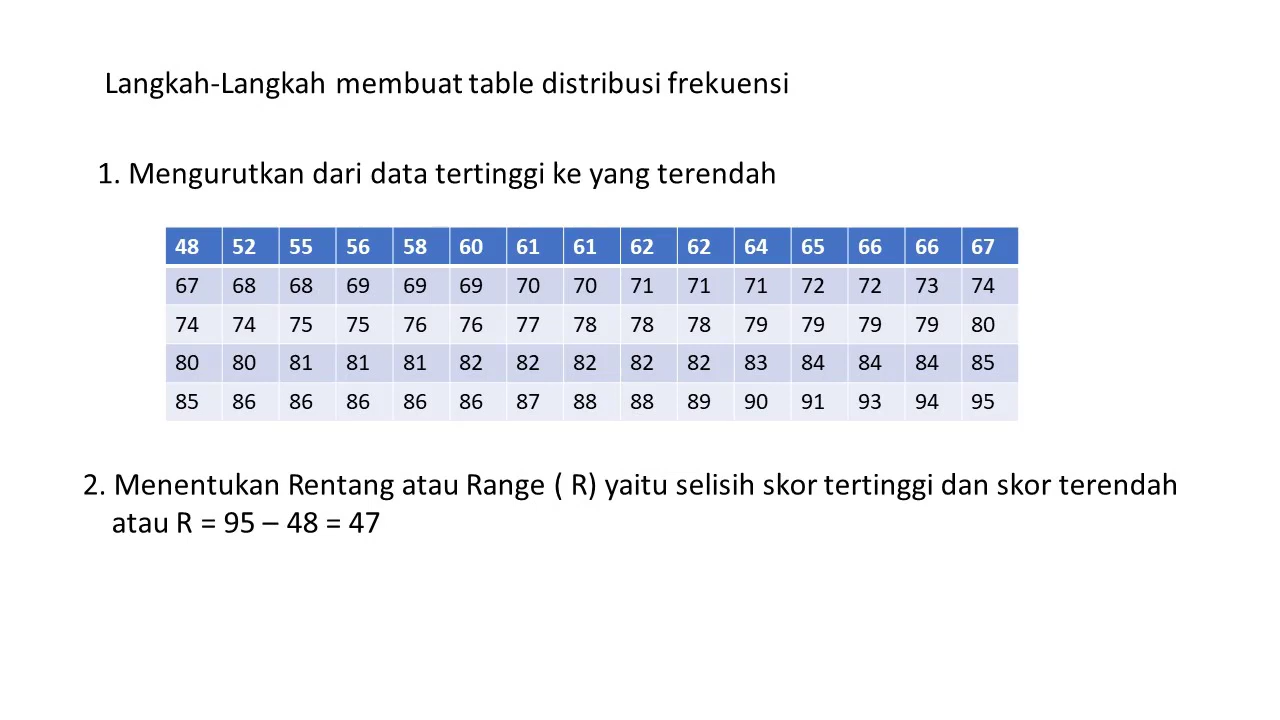 Langkah-Langkah membuat table distribusi frekuensi
1. Mengurutkan dari data tertinggi ke yang terendah
48 52 55 56 58 60 61 61 62 62 64 65 66 66 67
67 68 68 69 69 69 70 70 71 71 71 72 72 73 74
74 74 75 75 76 76 77 78 78 78 79 79 79 79 80
80 80 81 81 81 82 82 82 82 82 83 84 84 84 85
85 86 86 86 86 86 87 88 88 89 90 91 93 94 95
2. Menentukan Rentang atau Range ( R) yaitu selisih skor tertinggi dan skor terendah
atau R = 95 – 48 = 47